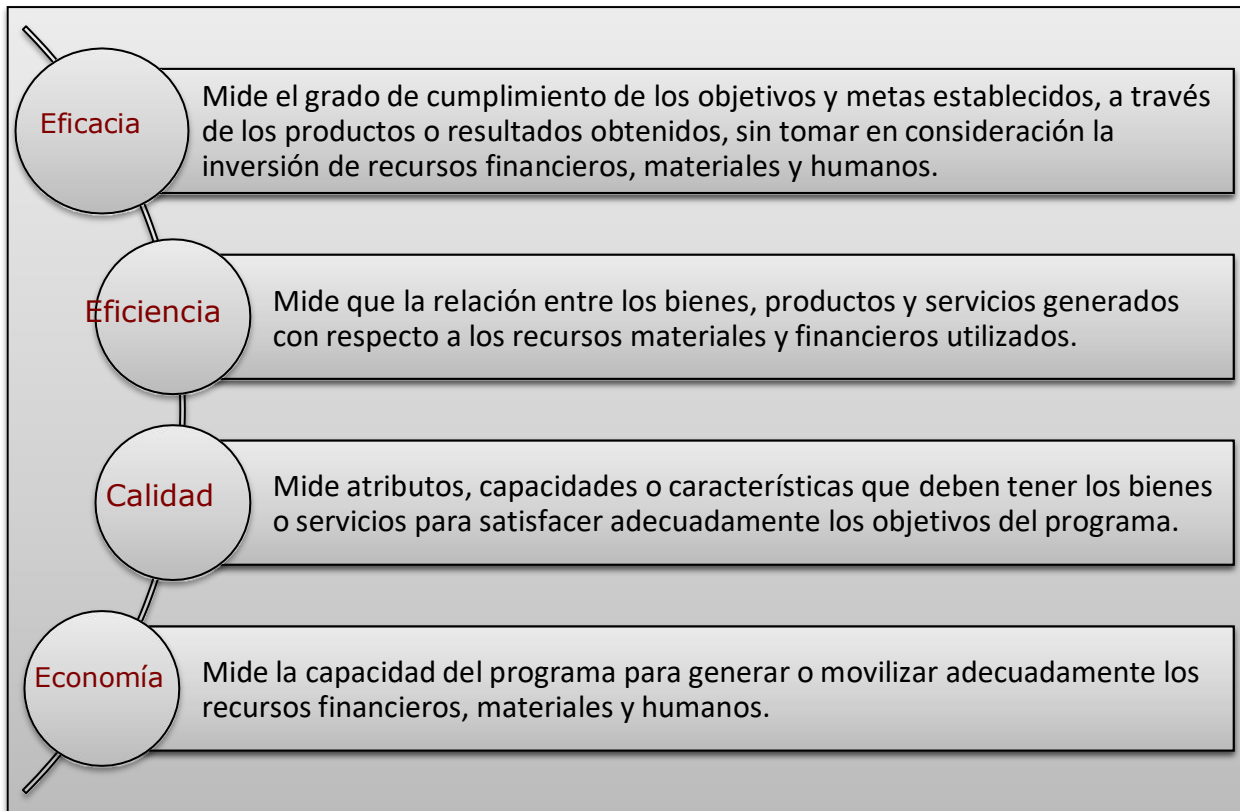 Eficacia
Mide el grado de cumplimiento de los objetivos y metas establecidos, a través
de los productos o resultados obtenidos, sin tomar en consideración la
inversión de recursos financieros, materiales y humanos.
Eficiencia
Mide que la relación entre los bienes, productos y servicios generados
con respecto a los recursos materiales y financieros utilizados.
Calidad
Mide atributos, capacidades o características que deben tener los bienes
o servicios para satisfacer adecuadamente los objetivos del programa.
Economía
Mide la capacidad del programa para generar o movilizar adecuadamente los
recursos financieros, materiales y humanos.